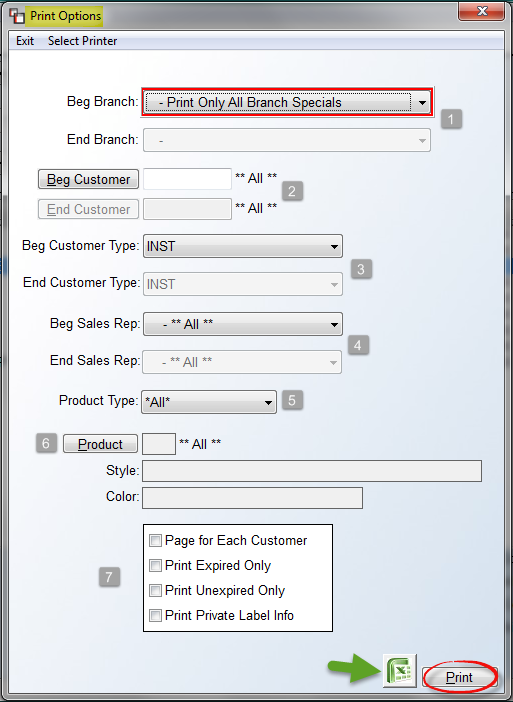 Print Options
Exit Select Printer
Beg Branch: - Print Only All Branch Specials
1
End Branch: -
Beg Customer ** All **
2
End Customer ** All **
Beg Customer Type: INST
3
End Customer Type: INST
Beg Sales Rep: - ** All **
4
End Sales Rep: - ** All **
Product Type: *All* 5
6 Product ** All **
Style:
Color:
Page for Each Customer
Print Expired Only
7
Print Unexpired Only
Print Private Label Info
Print